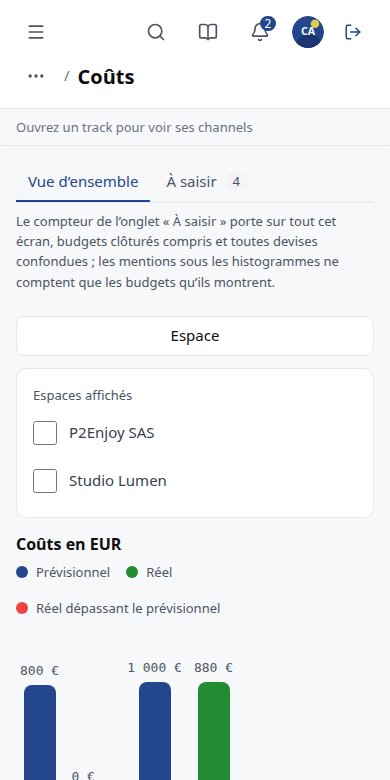 2
CA
/ Coûts
Ouvrez un track pour voir ses channels
Vue d’ensemble À saisir 4
Le compteur de l’onglet « À saisir » porte sur tout cet
écran, budgets clôturés compris et toutes devises
confondues ; les mentions sous les histogrammes ne
comptent que les budgets qu’ils montrent.
Espace
Espaces affichés
P2Enjoy SAS
Studio Lumen
Coûts en EUR
Prévisionnel Réel
Réel dépassant le prévisionnel
800 € 1 000 € 880 €
0 €